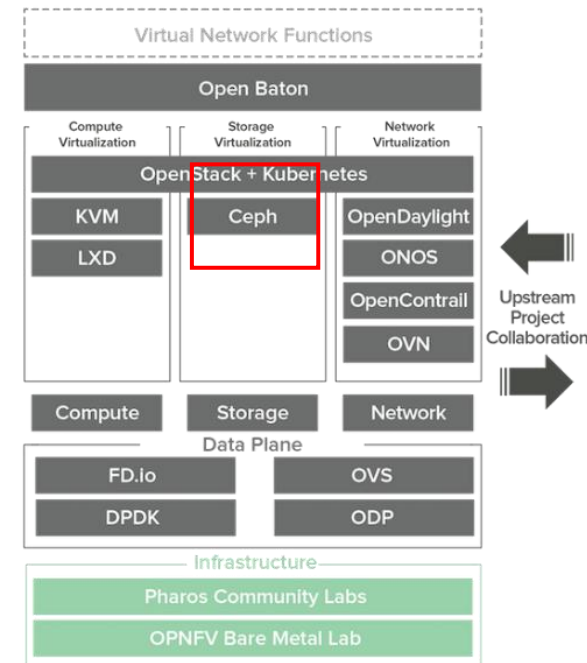 Virtual Network Functions
Open Baton
Compute
Virtualization
Storage
Virtualization
Network
Virtualization
OpenStack + Kubernetes
KVM
Ceph
OpenDaylight
LXD
ONOS
OpenContrail
OVN
Upstream
Project
Collaboration
Compute
Storage
Network
Data Plane
FD.io
OVS
DPDK
ODP
Infrastructure
Pharos Community Labs
OPNFV Bare Metal Lab